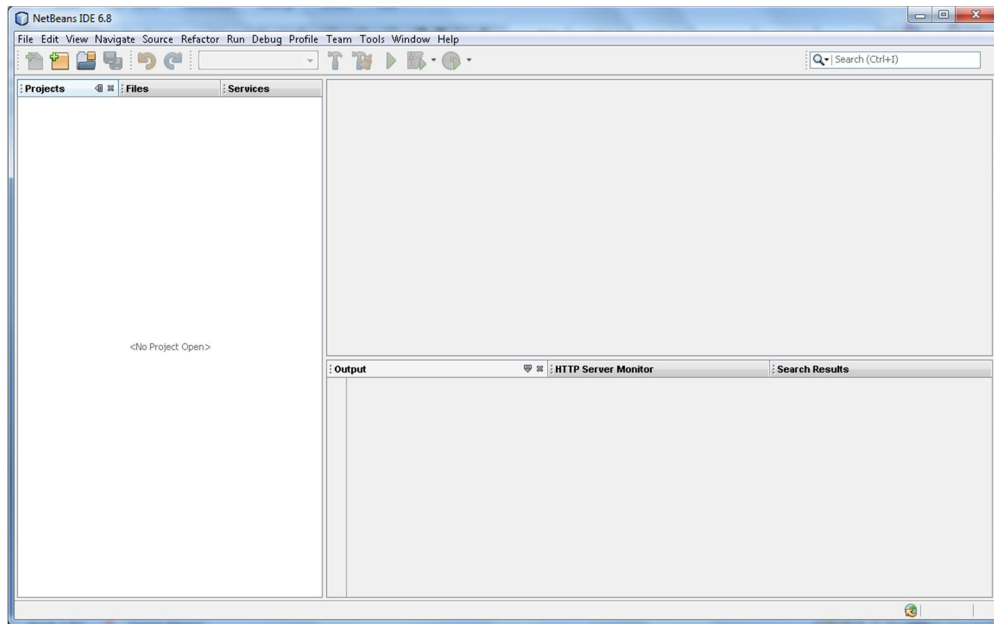 NetBeans IDE 6.8
File Edit View Navigate Source Refactor Run Debug Profile Team Tools Window Help
Search (Ctrl+I)
Projects Files Services
<No Project Open>
Output HTTP Server Monitor Search Results